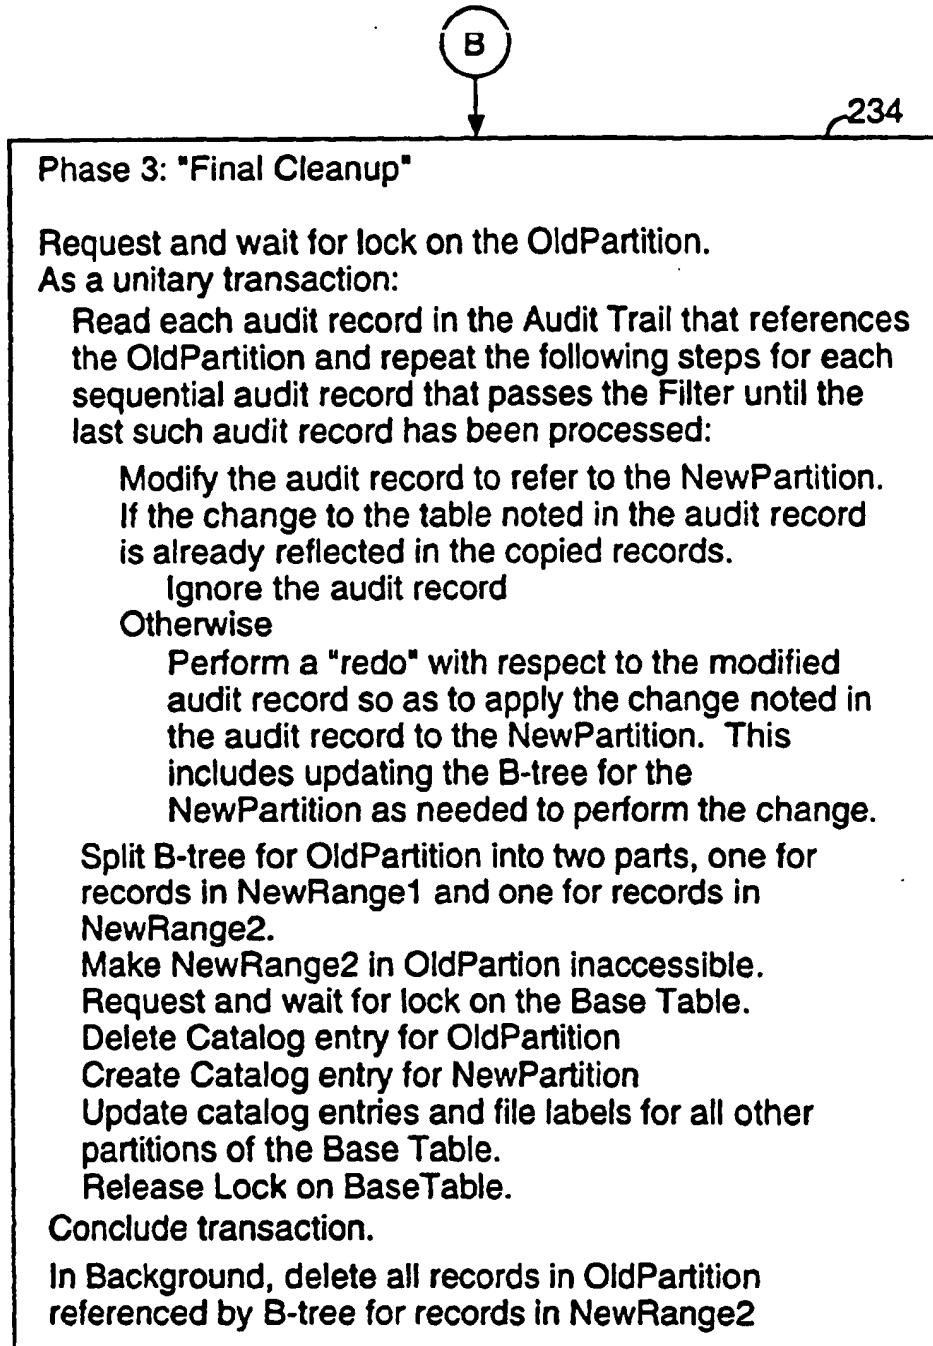 B
234
Phase 3: "Final Cleanup"
Request and wait for lock on the OldPartition.
As a unitary transaction:
Read each audit record in the Audit Trail that references
the OldPartition and repeat the following steps for each
sequential audit record that passes the Filter until the
last such audit record has been processed:
Modify the audit record to refer to the NewPartition.
If the change to the table noted in the audit record
is already reflected in the copied records.
Ignore the audit record
Otherwise
Perform a "redo" with respect to the modified
audit record so as to apply the change noted in
the audit record to the NewPartition. This
includes updating the B-tree for the
NewPartition as needed to perform the change.
Split B-tree for OldPartition into two parts, one for
records in NewRange1 and one for records in
NewRange2.
Make NewRange2 in OldPartion inaccessible.
Request and wait for lock on the Base Table.
Delete Catalog entry for OldPartition
Create Catalog entry for NewPartition
Update catalog entries and file labels for all other
partitions of the Base Table.
Release Lock on BaseTable.
Conclude transaction.
In Background, delete all records in OldPartition
referenced by B-tree for records in NewRange2